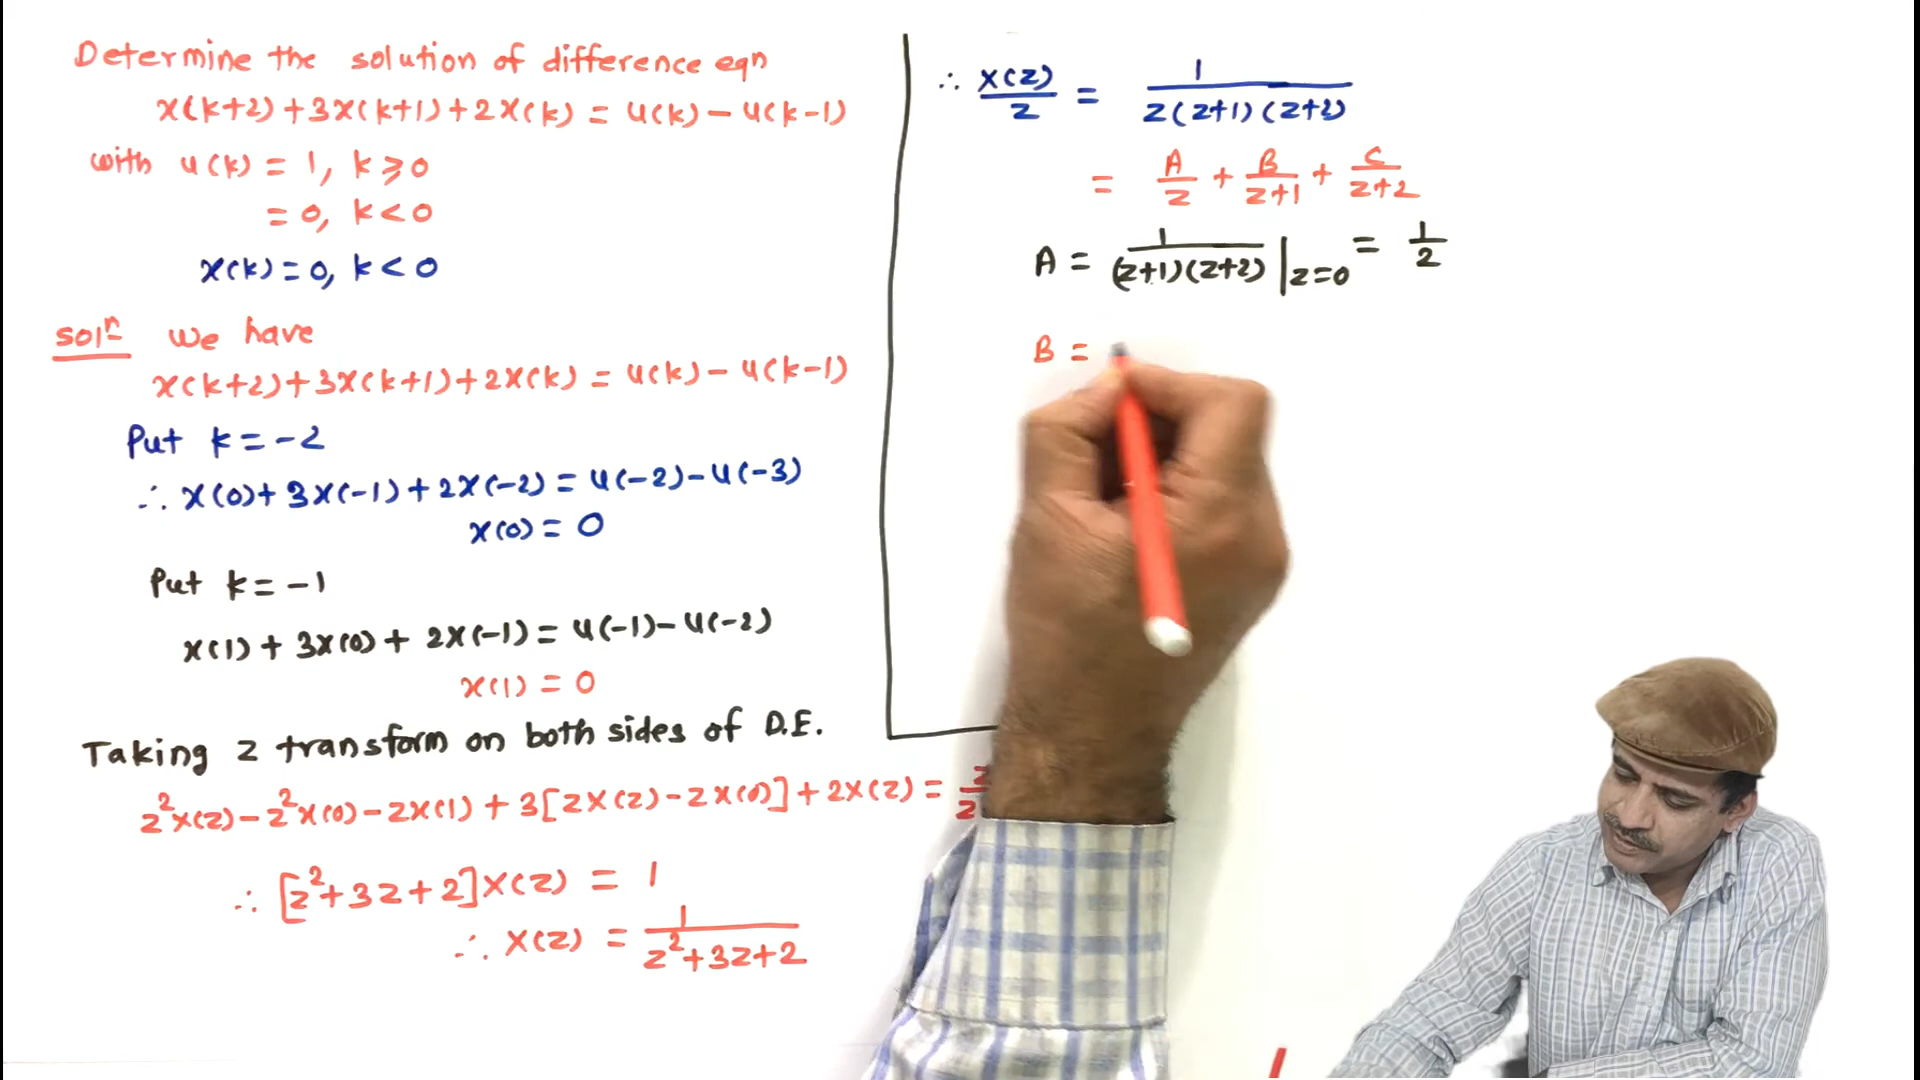 Determine the solution of difference eqn
x(k+2)+3x(k+1)+2x(k) = u(k) - u(k-1)
with u(k) = 1, k ≥ 0
= 0, k < 0
x(k) = 0, k < 0
Solⁿ We have
x(k+2)+3x(k+1)+2x(k) = u(k) - u(k-1)
Put k = -2
∴ x(0)+3x(-1)+2x(-2) = u(-2)-u(-3)
x(0) = 0
Put k = -1
x(1)+3x(0)+2x(-1) = u(-1)-u(-2)
x(1) = 0
Taking z transform on both sides of D.E.
z²x(z)-z²x(0)-zx(1)+3[zx(z)-zx(0)]+2x(z) = z/z
∴ [z²+3z+2]x(z) = 1
∴ x(z) = 1/z²+3z+2
∴ x(z)/z = 1/z(z+1)(z+2)
= A/z + B/z+1 + C/z+2
A = 1/(z+1)(z+2) |z=0 = 1/2
B =